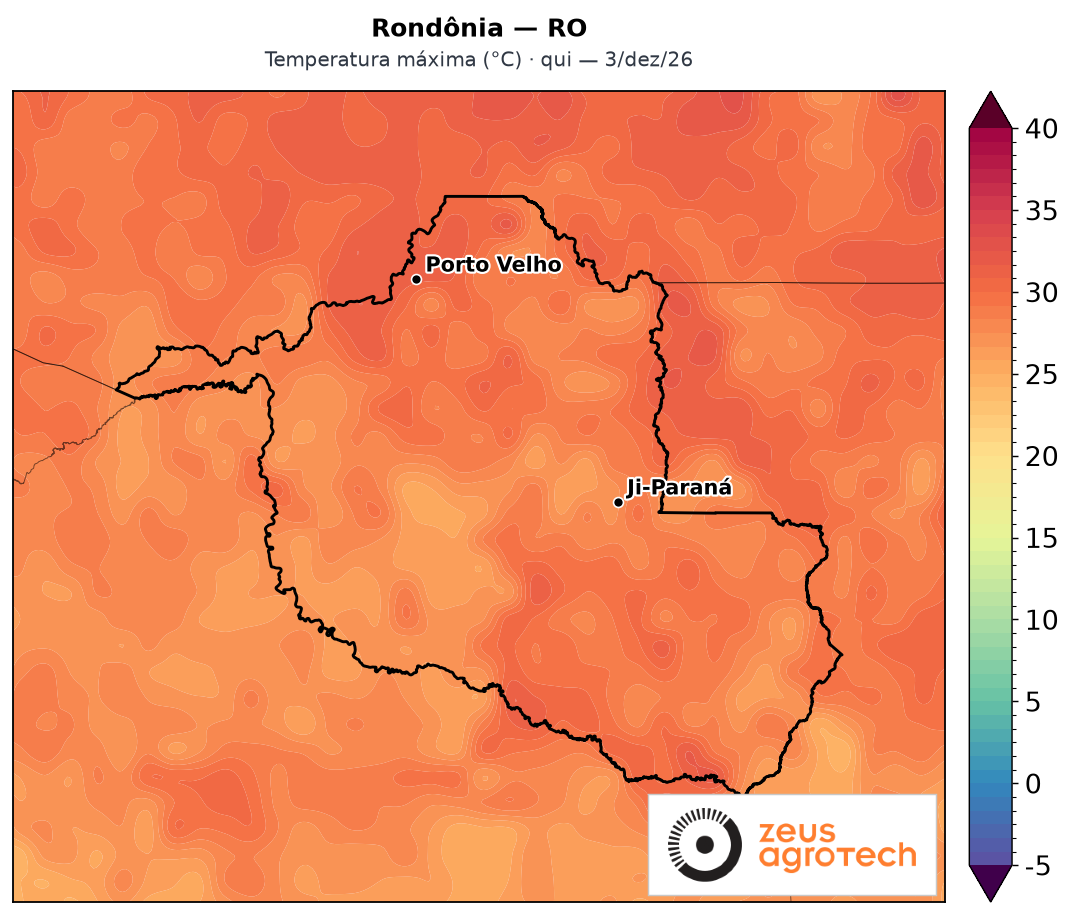 Rondônia — RO
Temperatura máxima (°C) · qui — 3/dez/26
40
35
30
25
20
15
10
5
0
-5
Porto Velho
Ji-Paraná
zeus
agrotech